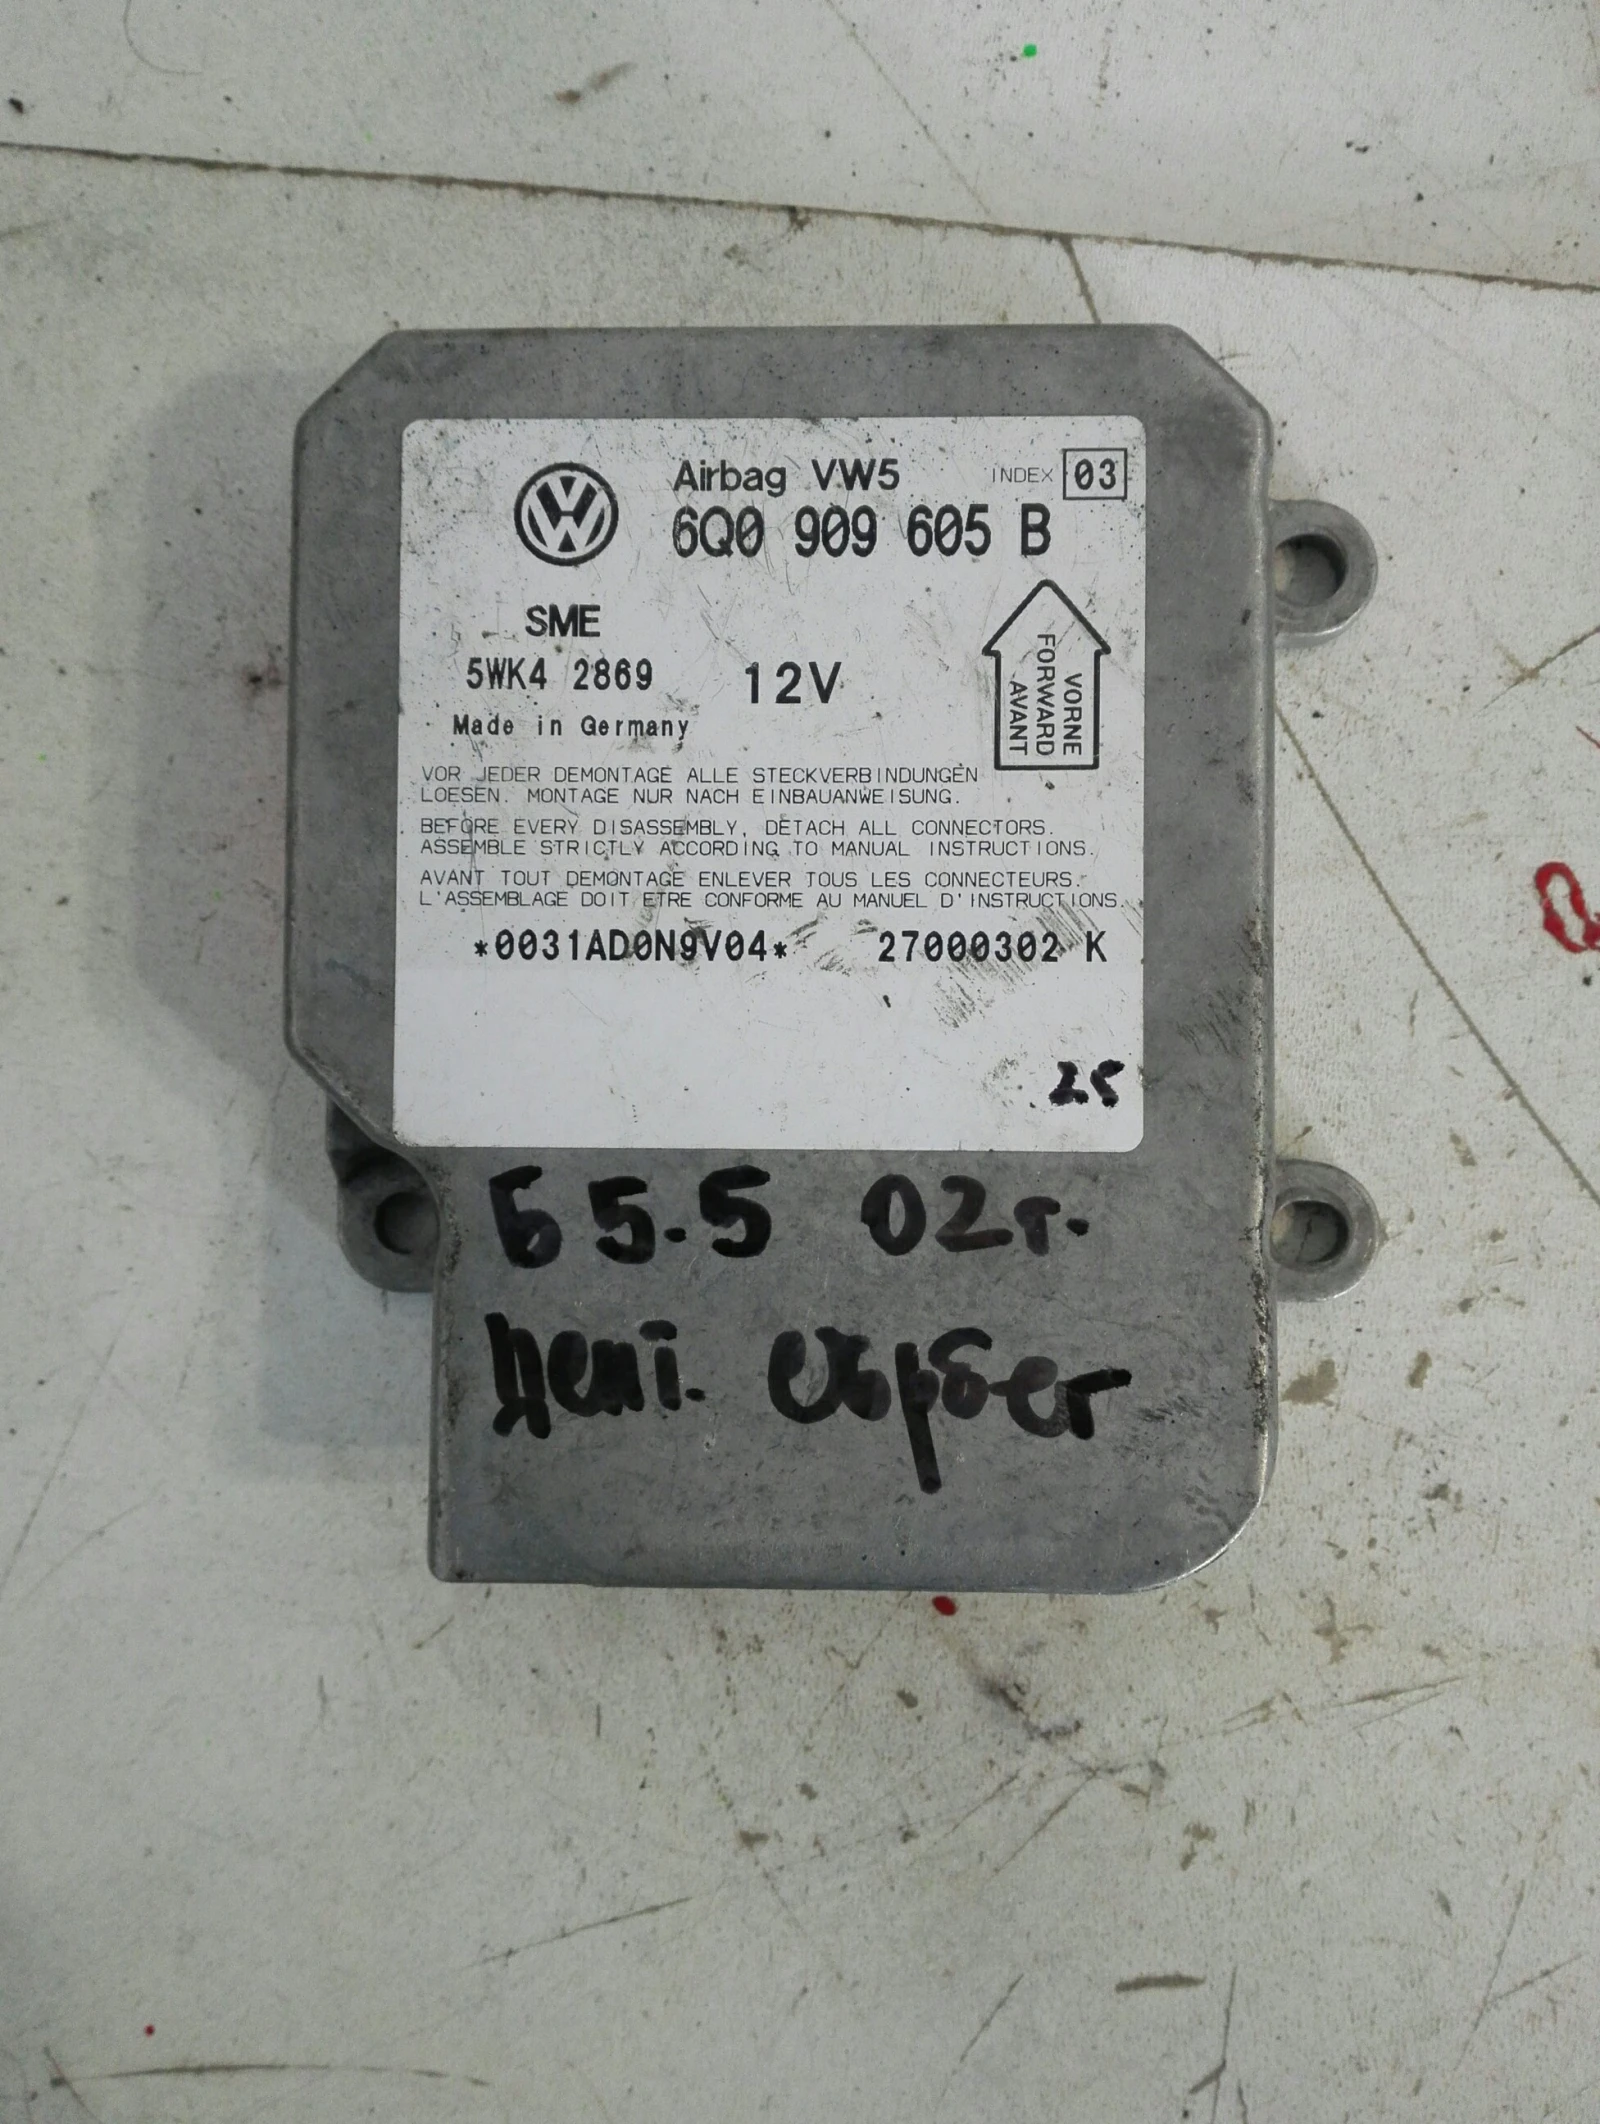 Airbag VW5 INDEX 03
6Q0 909 605 B
SME
5WK4 2869 12V
Made in Germany
VORNE
FORWARD
AVANT
VOR JEDER DEMONTAGE ALLE STECKVERBINDUNGEN
LOESEN. MONTAGE NUR NACH EINBAUANWEISUNG.
BEFORE EVERY DISASSEMBLY, DETACH ALL CONNECTORS.
ASSEMBLE STRICTLY ACCORDING TO MANUAL INSTRUCTIONS.
AVANT TOUT DEMONTAGE ENLEVER TOUS LES CONNECTEURS.
L'ASSEMBLAGE DOIT ETRE CONFORME AU MANUEL D'INSTRUCTIONS.
*0031AD0N9V04* 27000302 K
25
Б 5.5 02г.